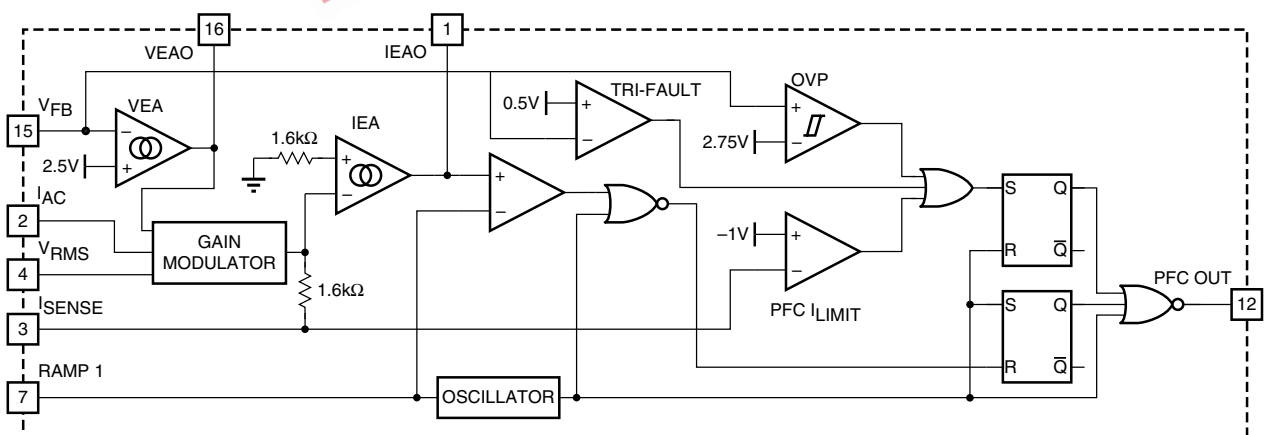 16
1
VEAO
IEAO
VFB
VEA
15
2.5V
IEA
1.6kΩ
0.5V
TRI-FAULT
OVP
2.75V
+
−
+
−
+
−
+
−
+
−
+
−
IAC
2
VRMS
4
GAIN
MODULATOR
1.6kΩ
−1V
PFC ILIMIT
S
Q
R
Q̅
S
Q
R
Q̅
PFC OUT
12
ISENSE
3
RAMP 1
7
OSCILLATOR